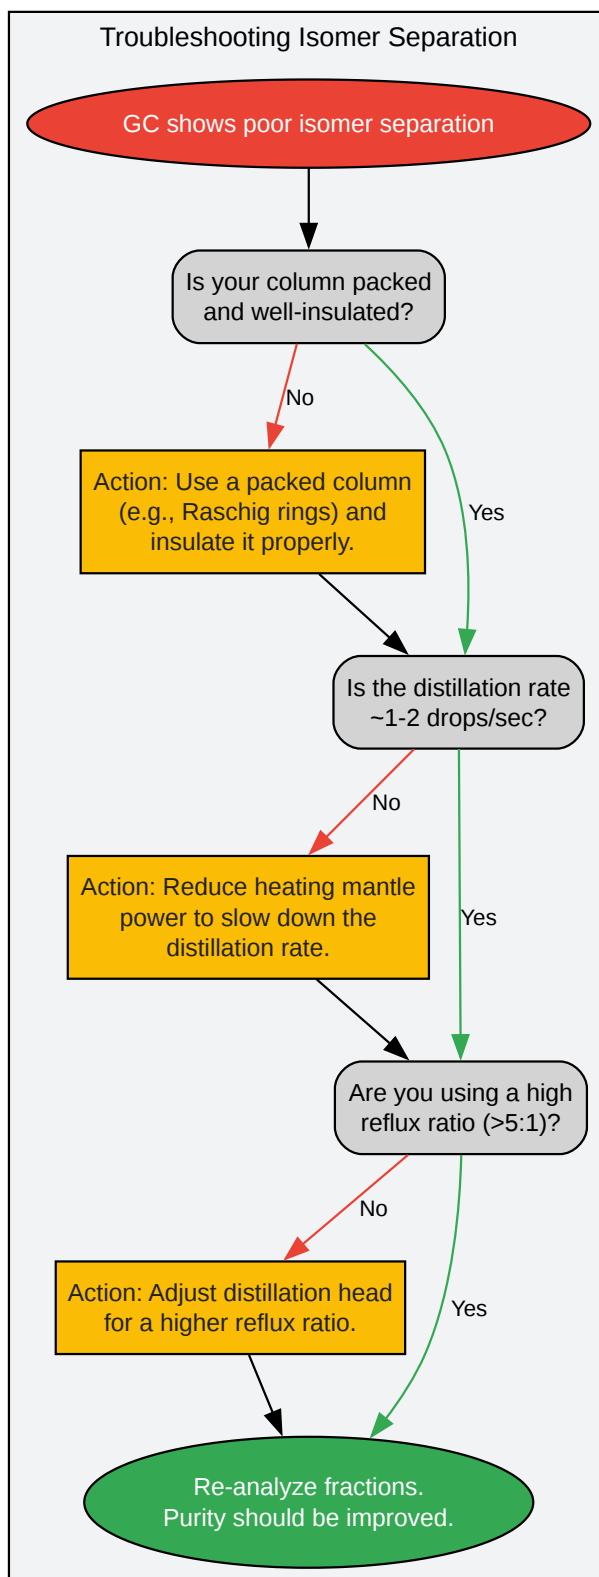 Troubleshooting Isomer Separation
GC shows poor isomer separation
Is your column packed
and well-insulated?
No
Action: Use a packed column
(e.g., Raschig rings) and
insulate it properly.
Yes
Is the distillation rate
~1-2 drops/sec?
No
Action: Reduce heating mantle
power to slow down the
distillation rate.
Yes
Are you using a high
reflux ratio (>5:1)?
No
Action: Adjust distillation head
for a higher reflux ratio.
Yes
Re-analyze fractions.
Purity should be improved.